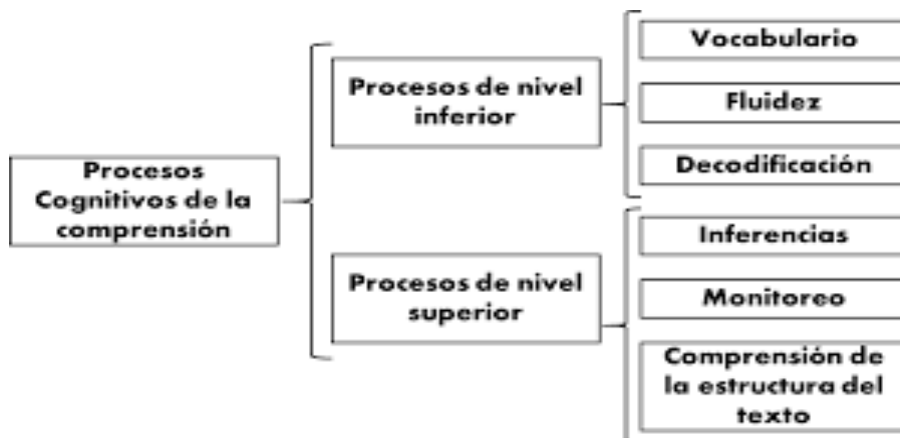 Procesos
Cognitivos de la
comprensión
Procesos de nivel
inferior
Vocabulario
Fluidez
Decodificación
Procesos de nivel
superior
Inferencias
Monitoreo
Comprensión de
la estructura del
texto